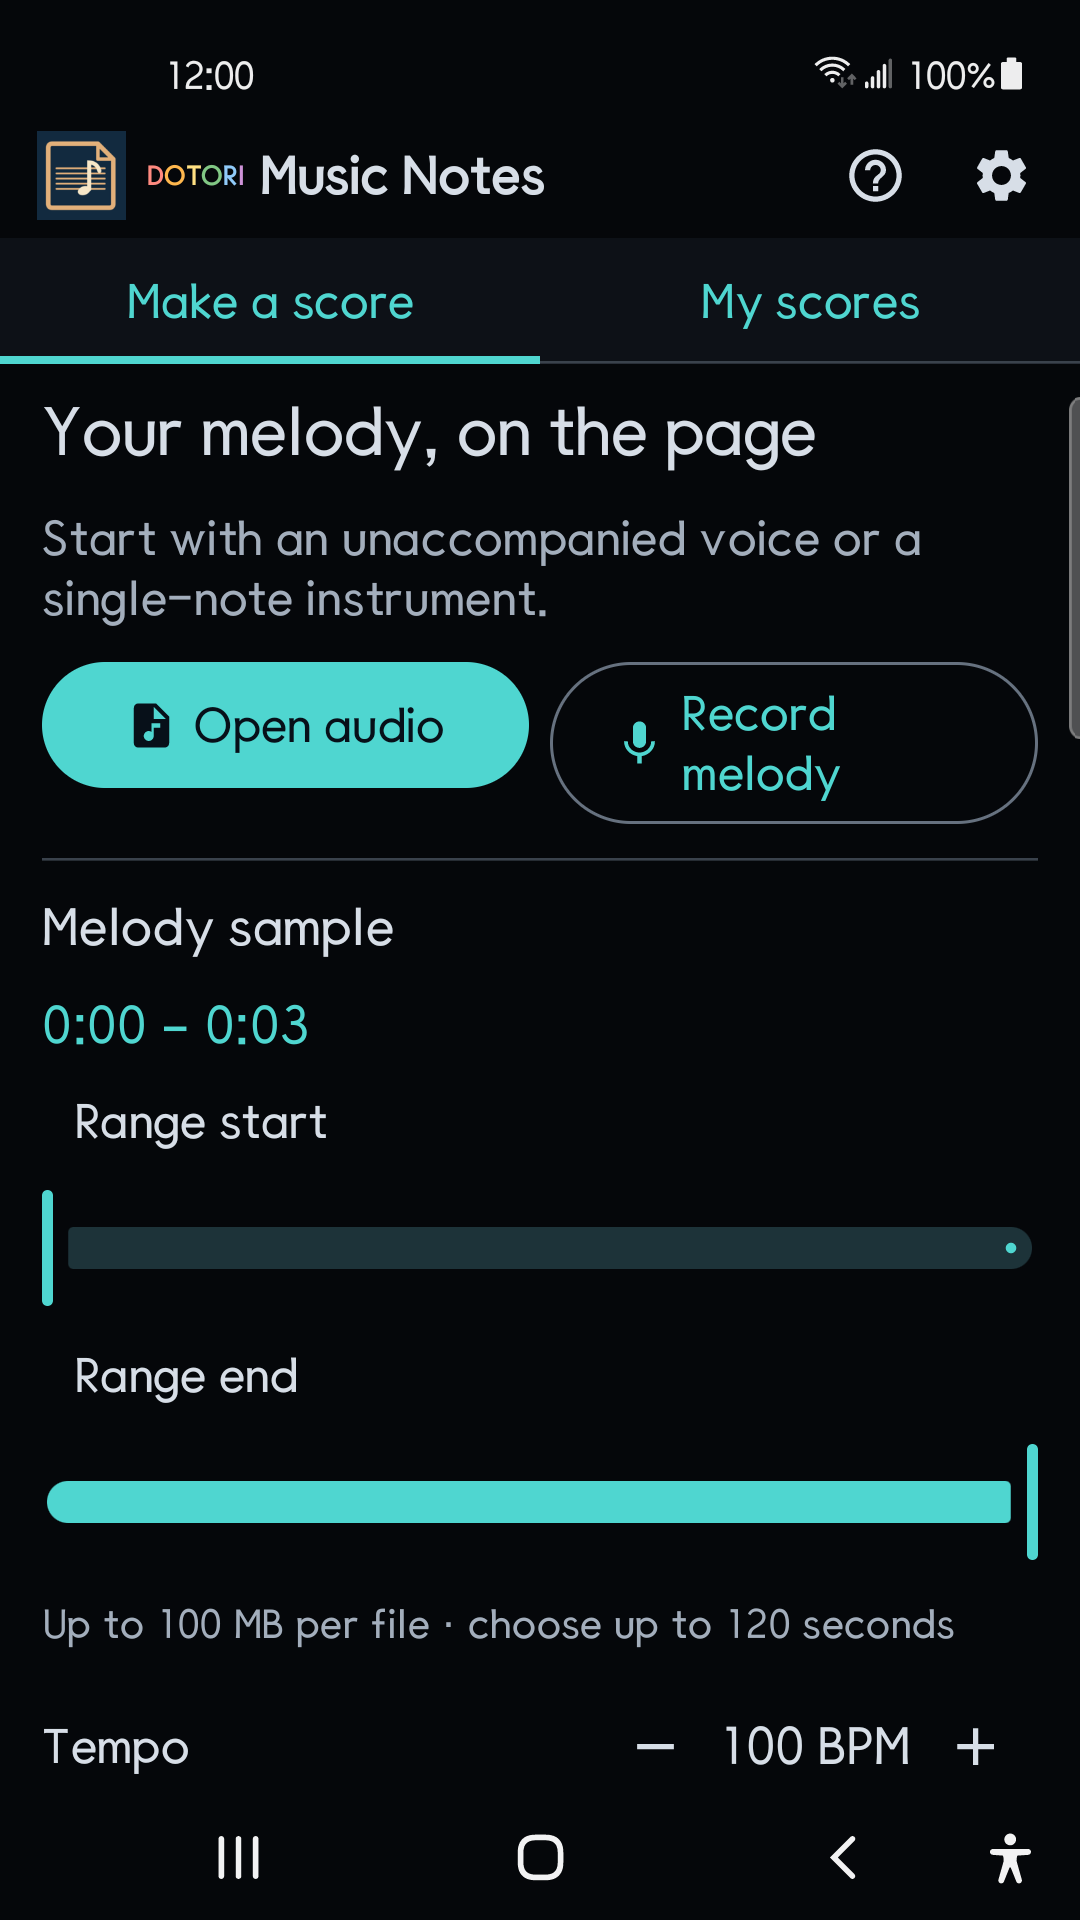 12:00
100%
DOTORI Music Notes
Make a score
My scores
Your melody, on the page
Start with an unaccompanied voice or a
single-note instrument.
Open audio
Record
melody
Melody sample
0:00 – 0:03
Range start
Range end
Up to 100 MB per file · choose up to 120 seconds
Tempo
— 100 BPM +